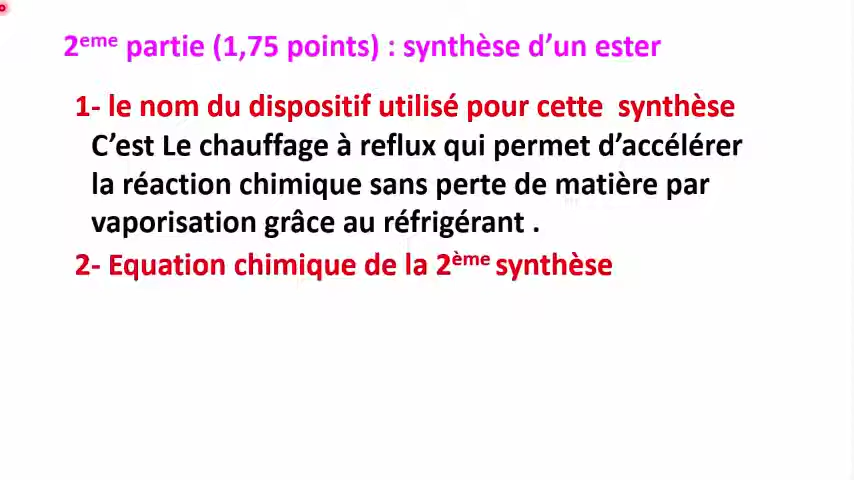 2eme partie (1,75 points) : synthèse d’un ester
1- le nom du dispositif utilisé pour cette synthèse
C’est Le chauffage à reflux qui permet d’accélérer
la réaction chimique sans perte de matière par
vaporisation grâce au réfrigérant .
2- Equation chimique de la 2ème synthèse